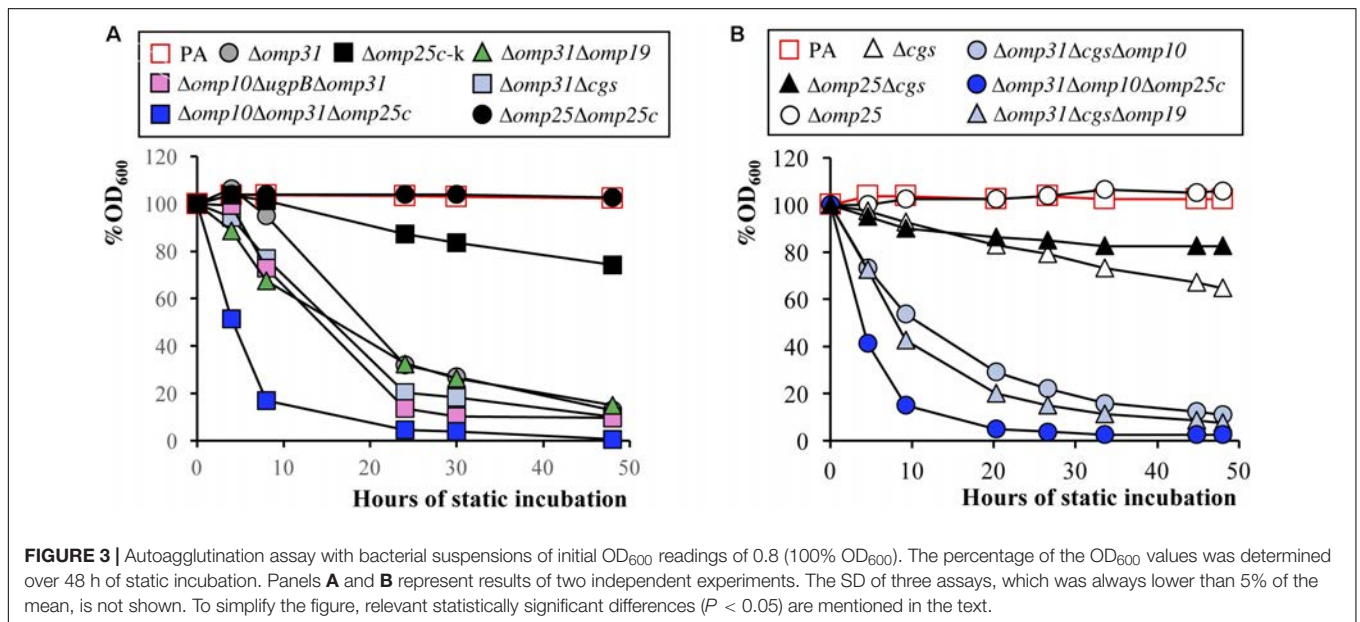 A
PA Δomp31 Δomp25c-k Δomp31Δomp19
Δomp10ΔugpBΔomp31 Δomp31Δcgs
Δomp10Δomp31Δomp25c Δomp25Δomp25c
%OD600
120
100
80
60
40
20
0
0 10 20 30 40 50
Hours of static incubation
B
PA Δcgs Δomp31ΔcgsΔomp10
Δomp25Δcgs Δomp31Δomp10Δomp25c
Δomp25 Δomp31ΔcgsΔomp19
%OD600
120
100
80
60
40
20
0
0 10 20 30 40 50
Hours of static incubation
FIGURE 3 | Autoagglutination assay with bacterial suspensions of initial OD600 readings of 0.8 (100% OD600). The percentage of the OD600 values was determined
over 48 h of static incubation. Panels A and B represent results of two independent experiments. The SD of three assays, which was always lower than 5% of the
mean, is not shown. To simplify the figure, relevant statistically significant differences (P < 0.05) are mentioned in the text.